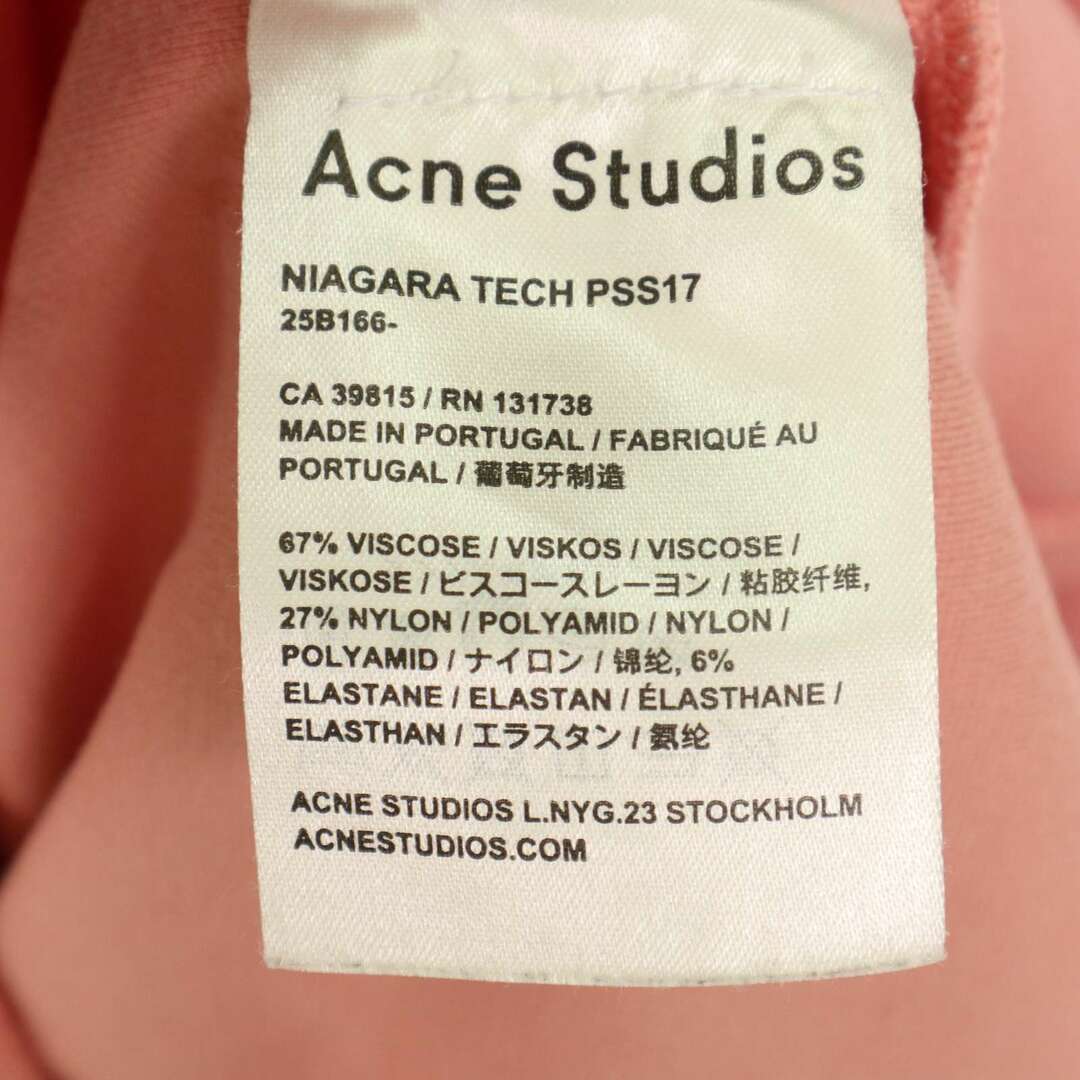 Acne Studios
NIAGARA TECH PSS17
25B166-
CA 39815 / RN 131738
MADE IN PORTUGAL / FABRIQUÉ AU
PORTUGAL / 葡萄牙制造
67% VISCOSE / VISKOS / VISCOSE /
VISKOSE / ビスコースレーヨン / 粘胶纤维,
27% NYLON / POLYAMID / NYLON /
POLYAMID / ナイロン / 锦纶, 6%
ELASTANE / ELASTAN / ÉLASTHANE /
ELASTHAN / エラスタン / 氨纶
ACNE STUDIOS L.NYG.23 STOCKHOLM
ACNESTUDIOS.COM